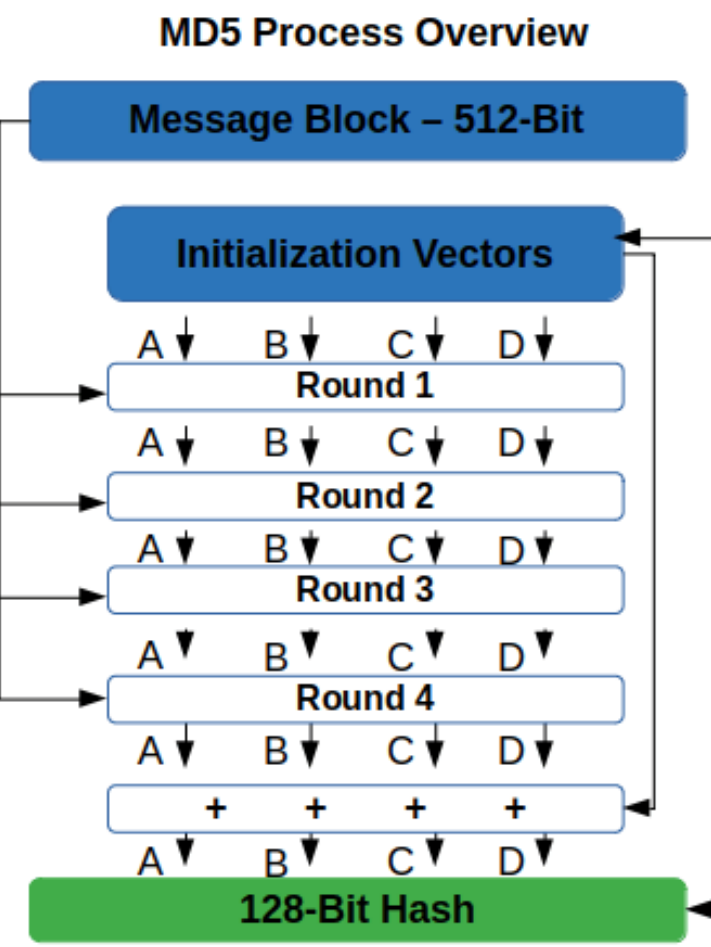 MD5 Process Overview
Message Block – 512-Bit
Initialization Vectors
A B C D
Round 1
A B C D
Round 2
A B C D
Round 3
A B C D
Round 4
A B C D
+ + + +
A B C D
128-Bit Hash